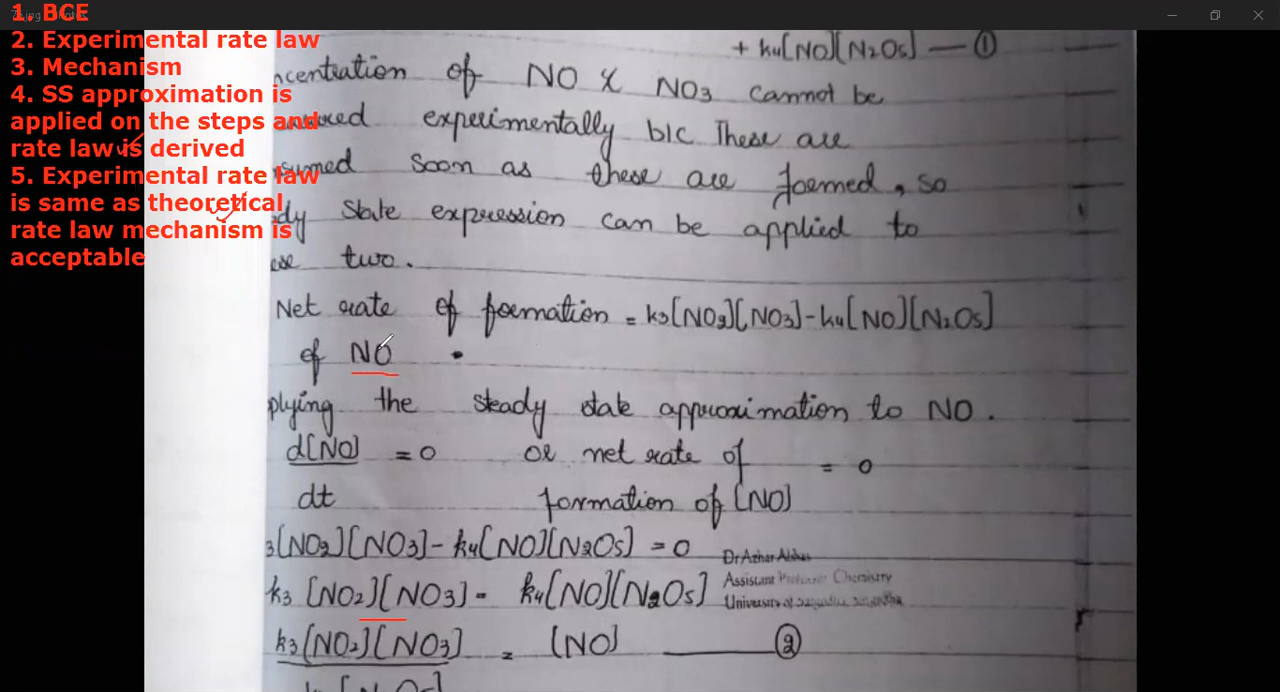 1. BCE
2. Experimental rate law
3. Mechanism
4. SS approximation is
applied on the steps and
rate law is derived
5. Experimental rate law
is same as theoretical
rate law mechanism is
acceptable
+ k4[NO][N2O5] — ①
ncentration of NO & NO3 cannot be
experimentally b/c These are
sumed soon as these are formed, so
dy state expression can be applied to
ese two.
Net rate of formation = k3[NO2][NO3] - k4[NO][N2O5]
of NO
plying the steady state approximation to NO.
d[NO] = 0 or net rate of = 0
dt formation of [NO]
3[NO2][NO3] - k4[NO][N2O5] = 0
Dr Azhar Abbas
k3 [NO2][NO3] = k4[NO][N2O5]
Assistant Professor Chemistry
University of Sargodha, Sargodha
k3[NO2][NO3] = [NO] — ②
[N2O5]